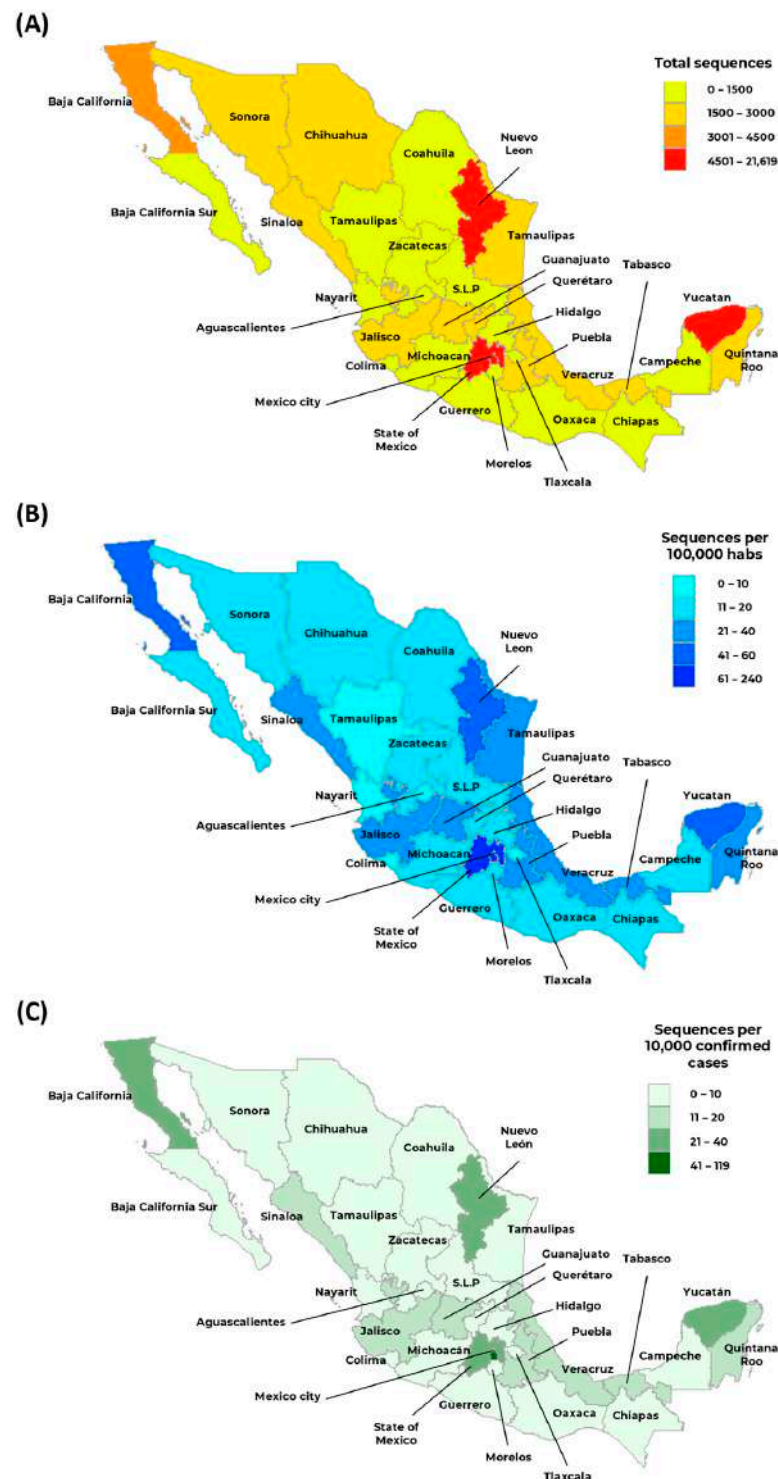 (A)
Total sequences
0 – 1500
1500 – 3000
3001 – 4500
4501 – 21,619
Baja California
Sonora
Chihuahua
Coahuila
Nuevo
Leon
Baja California Sur
Sinaloa
Tamaulipas
Zacatecas
Tamaulipas
Guanajuato
Tabasco
S.L.P
Querétaro
Nayarit
Hidalgo
Yucatan
Aguascalientes
Jalisco
Puebla
Michoacan
Campeche
Quintana
Roo
Colima
Veracruz
Mexico city
Guerrero
Oaxaca
Chiapas
State of
Mexico
Morelos
Tlaxcala
(B)
Sequences per
100,000 habs
0 – 10
11 – 20
21 – 40
41 – 60
61 – 240
Baja California
Sonora
Chihuahua
Coahuila
Nuevo
Leon
Baja California Sur
Sinaloa
Tamaulipas
Zacatecas
Tamaulipas
Guanajuato
Tabasco
S.L.P
Querétaro
Nayarit
Hidalgo
Yucatan
Aguascalientes
Jalisco
Puebla
Michoacan
Campeche
Quintana
Roo
Colima
Veracruz
Mexico city
Guerrero
Oaxaca
Chiapas
State of
Mexico
Morelos
Tlaxcala
(C)
Sequences per
10,000 confirmed
cases
0 – 10
11 – 20
21 – 40
41 – 119
Baja California
Sonora
Chihuahua
Coahuila
Nuevo
León
Baja California Sur
Sinaloa
Tamaulipas
Zacatecas
Tamaulipas
Guanajuato
Tabasco
S.L.P
Querétaro
Nayarit
Hidalgo
Yucatán
Aguascalientes
Jalisco
Puebla
Michoacán
Campeche
Quintana
Roo
Colima
Veracruz
Mexico city
Guerrero
Oaxaca
Chiapas
State of
Mexico
Morelos
Tlaxcala